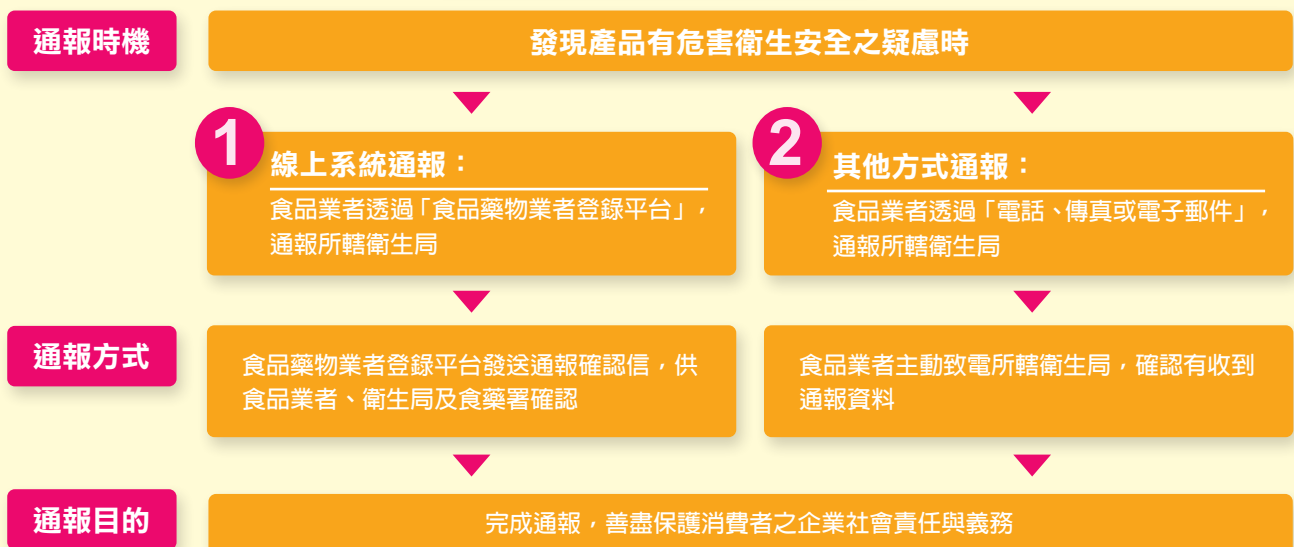 通報時機
發現產品有危害衛生安全之疑慮時
1
線上系統通報：
食品業者透過「食品藥物業者登錄平台」，
通報所轄衛生局
2
其他方式通報：
食品業者透過「電話、傳真或電子郵件」，
通報所轄衛生局
通報方式
食品藥物業者登錄平台發送通報確認信，供
食品業者、衛生局及食藥署確認
食品業者主動致電所轄衛生局，確認有收到
通報資料
通報目的
完成通報，善盡保護消費者之企業社會責任與義務